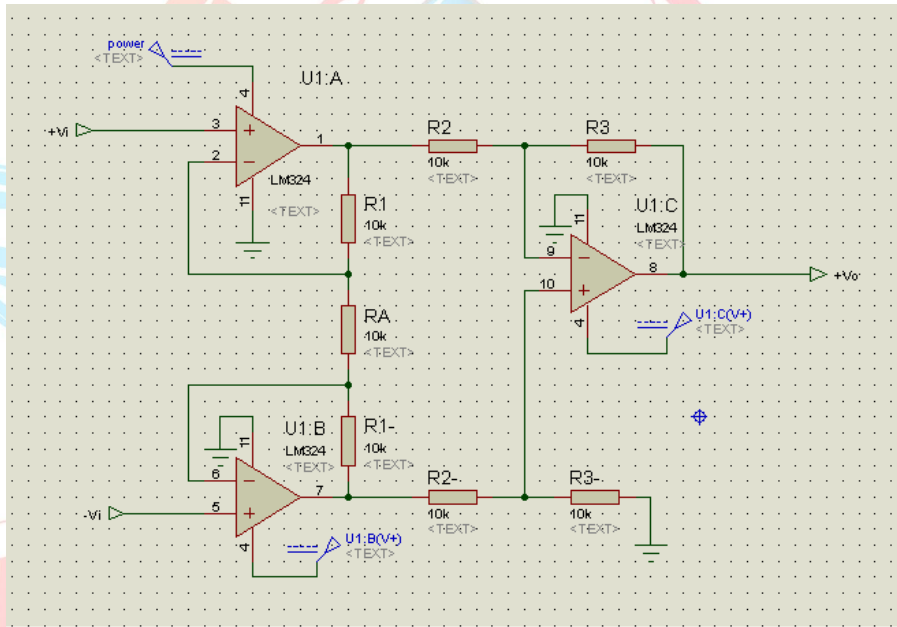 power
<TEXT>
U1:A
4
+Vi
3
2
1
LM324
11
<TEXT>
R2
10k
<TEXT>
R3
10k
<TEXT>
R1
10k
<TEXT>
U1:C
LM324
<TEXT>
11
9
10
8
4
+Vo
U1:C(V+)
<TEXT>
RA
10k
<TEXT>
U1:B
LM324
<TEXT>
11
R1-
10k
<TEXT>
6
5
7
4
-Vi
R2-
10k
<TEXT>
R3-
10k
<TEXT>
U1:B(V+)
<TEXT>